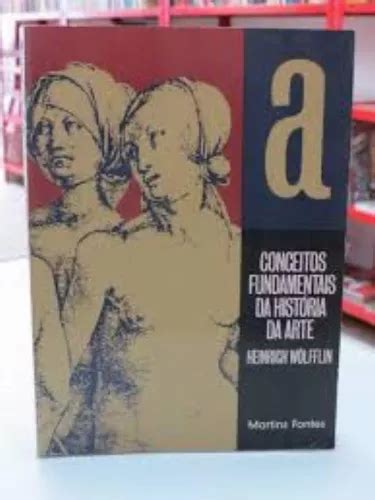 a
CONCEITOS
FUNDAMENTAIS
DA HISTÓRIA
DA ARTE
HEINRICH WÖLFFLIN
Martins Fontes